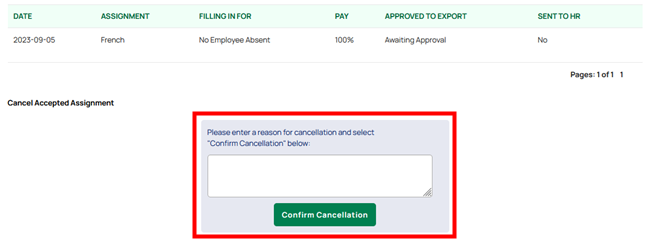 DATE ASSIGNMENT FILLING IN FOR PAY APPROVED TO EXPORT SENT TO HR
2023-09-05 French No Employee Absent 100% Awaiting Approval No
Pages: 1 of 1 1
Cancel Accepted Assignment
Please enter a reason for cancellation and select
"Confirm Cancellation" below:
Confirm Cancellation